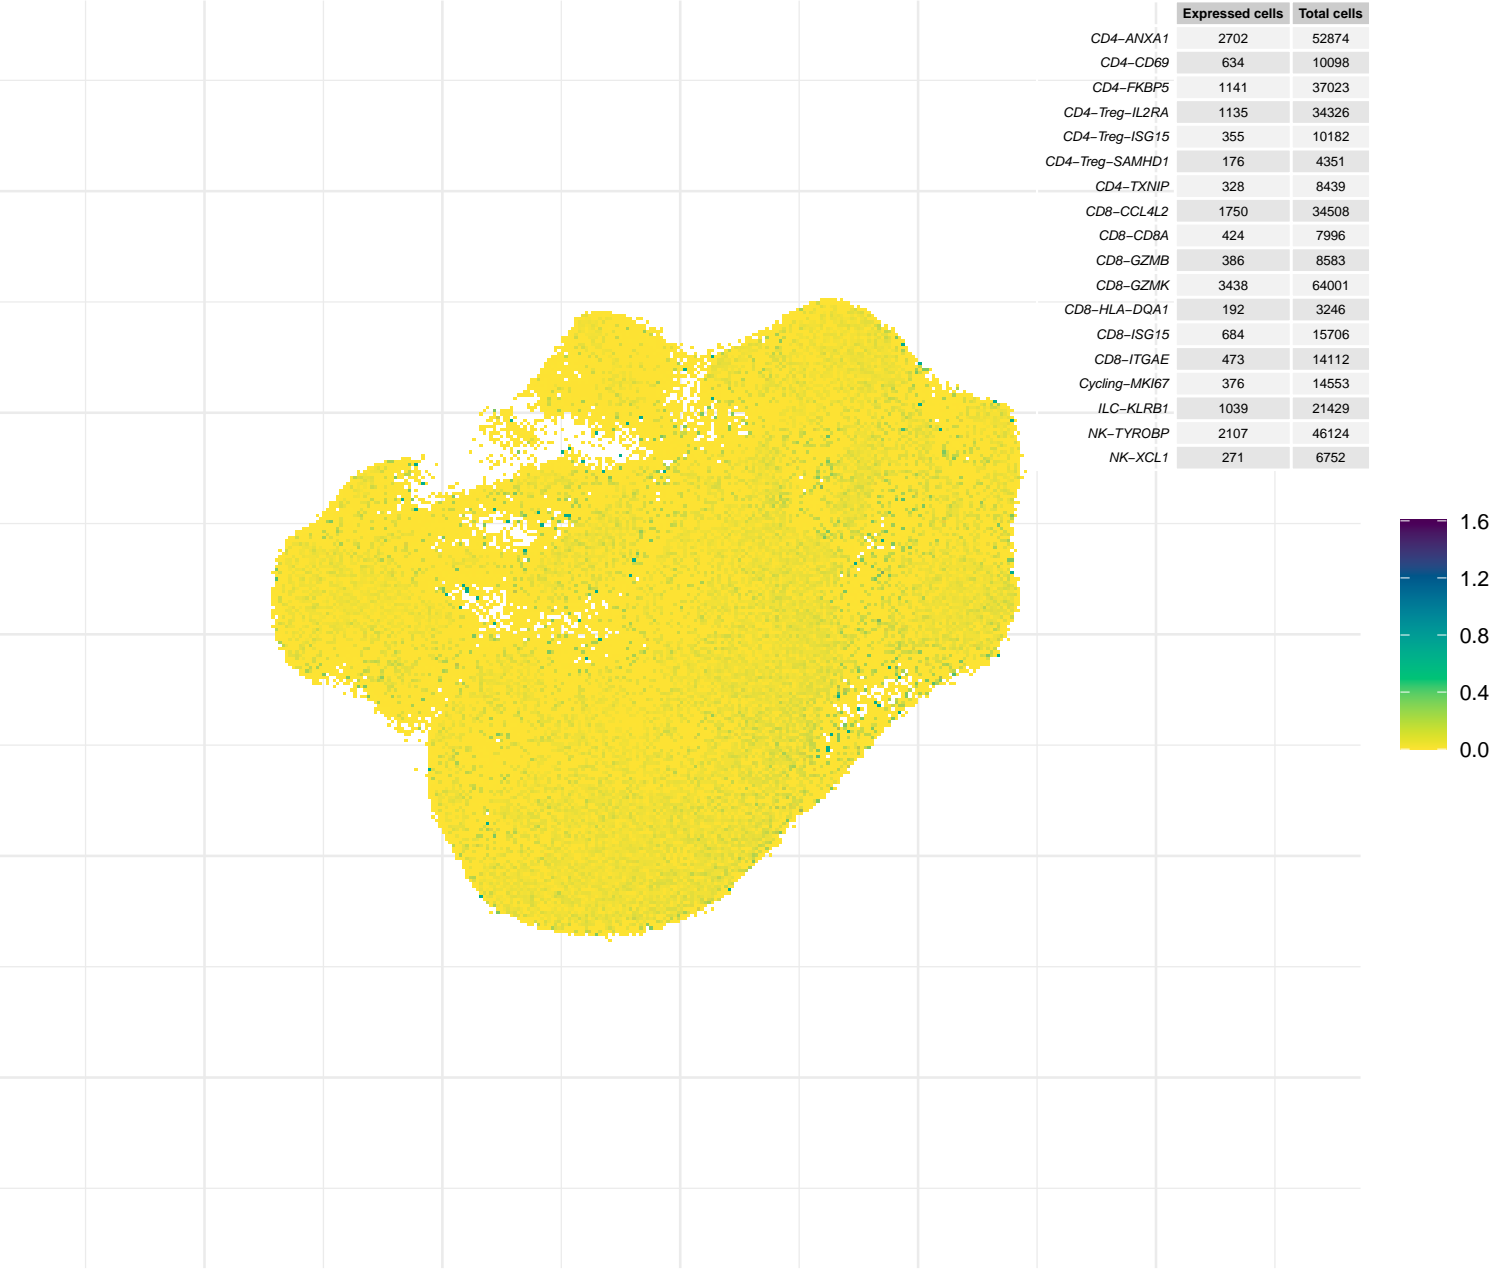 Expressed cells Total cells
CD4−ANXA1 2702 52874
CD4−CD69 634 10098
CD4−FKBP5 1141 37023
CD4−Treg−IL2RA 1135 34326
CD4−Treg−ISG15 355 10182
CD4−Treg−SAMHD1 176 4351
CD4−TXNIP 328 8439
CD8−CCL4L2 1750 34508
CD8−CD8A 424 7996
CD8−GZMB 386 8583
CD8−GZMK 3438 64001
CD8−HLA−DQA1 192 3246
CD8−ISG15 684 15706
CD8−ITGAE 473 14112
Cycling−MKI67 376 14553
ILC−KLRB1 1039 21429
NK−TYROBP 2107 46124
NK−XCL1 271 6752
1.6
1.2
0.8
0.4
0.0